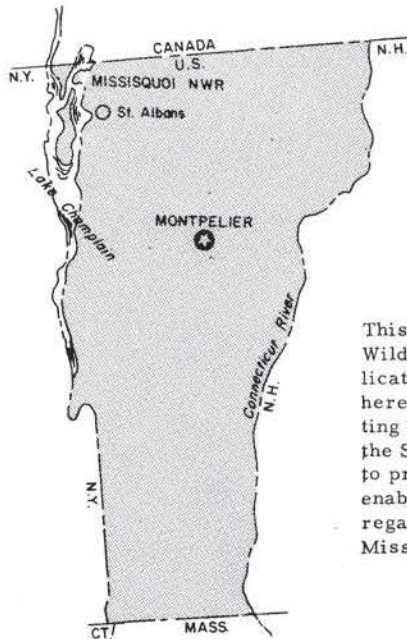 CANADA
U.S.
N.Y.
N.H.
MISSISQUOI NWR
St. Albans
Lake Champlain
MONTPELIER
Connecticut River
N.H.
N.Y.
CT.
MASS.
This
Wild
licat
here
ting
the S
to pr
enab
rega
Miss